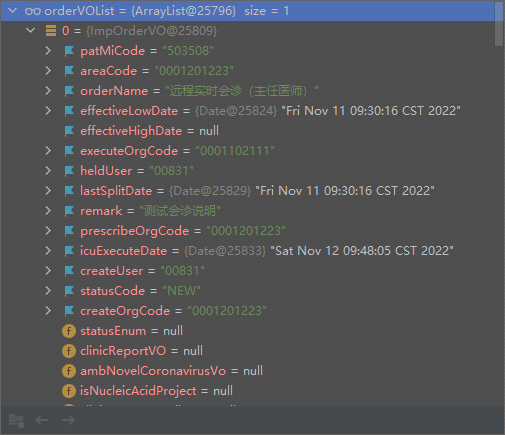 orderVOList = {ArrayList@25796} size = 1
0 = {ImpOrderVO@25809}
patMiCode = "503508"
areaCode = "0001201223"
orderName = "远程实时会诊（主任医师）"
effectiveLowDate = {Date@25824} "Fri Nov 11 09:30:16 CST 2022"
effectiveHighDate = null
executeOrgCode = "0001102111"
heldUser = "00831"
lastSplitDate = {Date@25829} "Fri Nov 11 09:30:16 CST 2022"
remark = "测试会诊说明"
prescribeOrgCode = "0001201223"
icuExecuteDate = {Date@25833} "Sat Nov 12 09:48:05 CST 2022"
createUser = "00831"
statusCode = "NEW"
createOrgCode = "0001201223"
f statusEnum = null
f clinicReportVO = null
f ambNovelCoronavirusVo = null
f isNucleicAcidProject = null